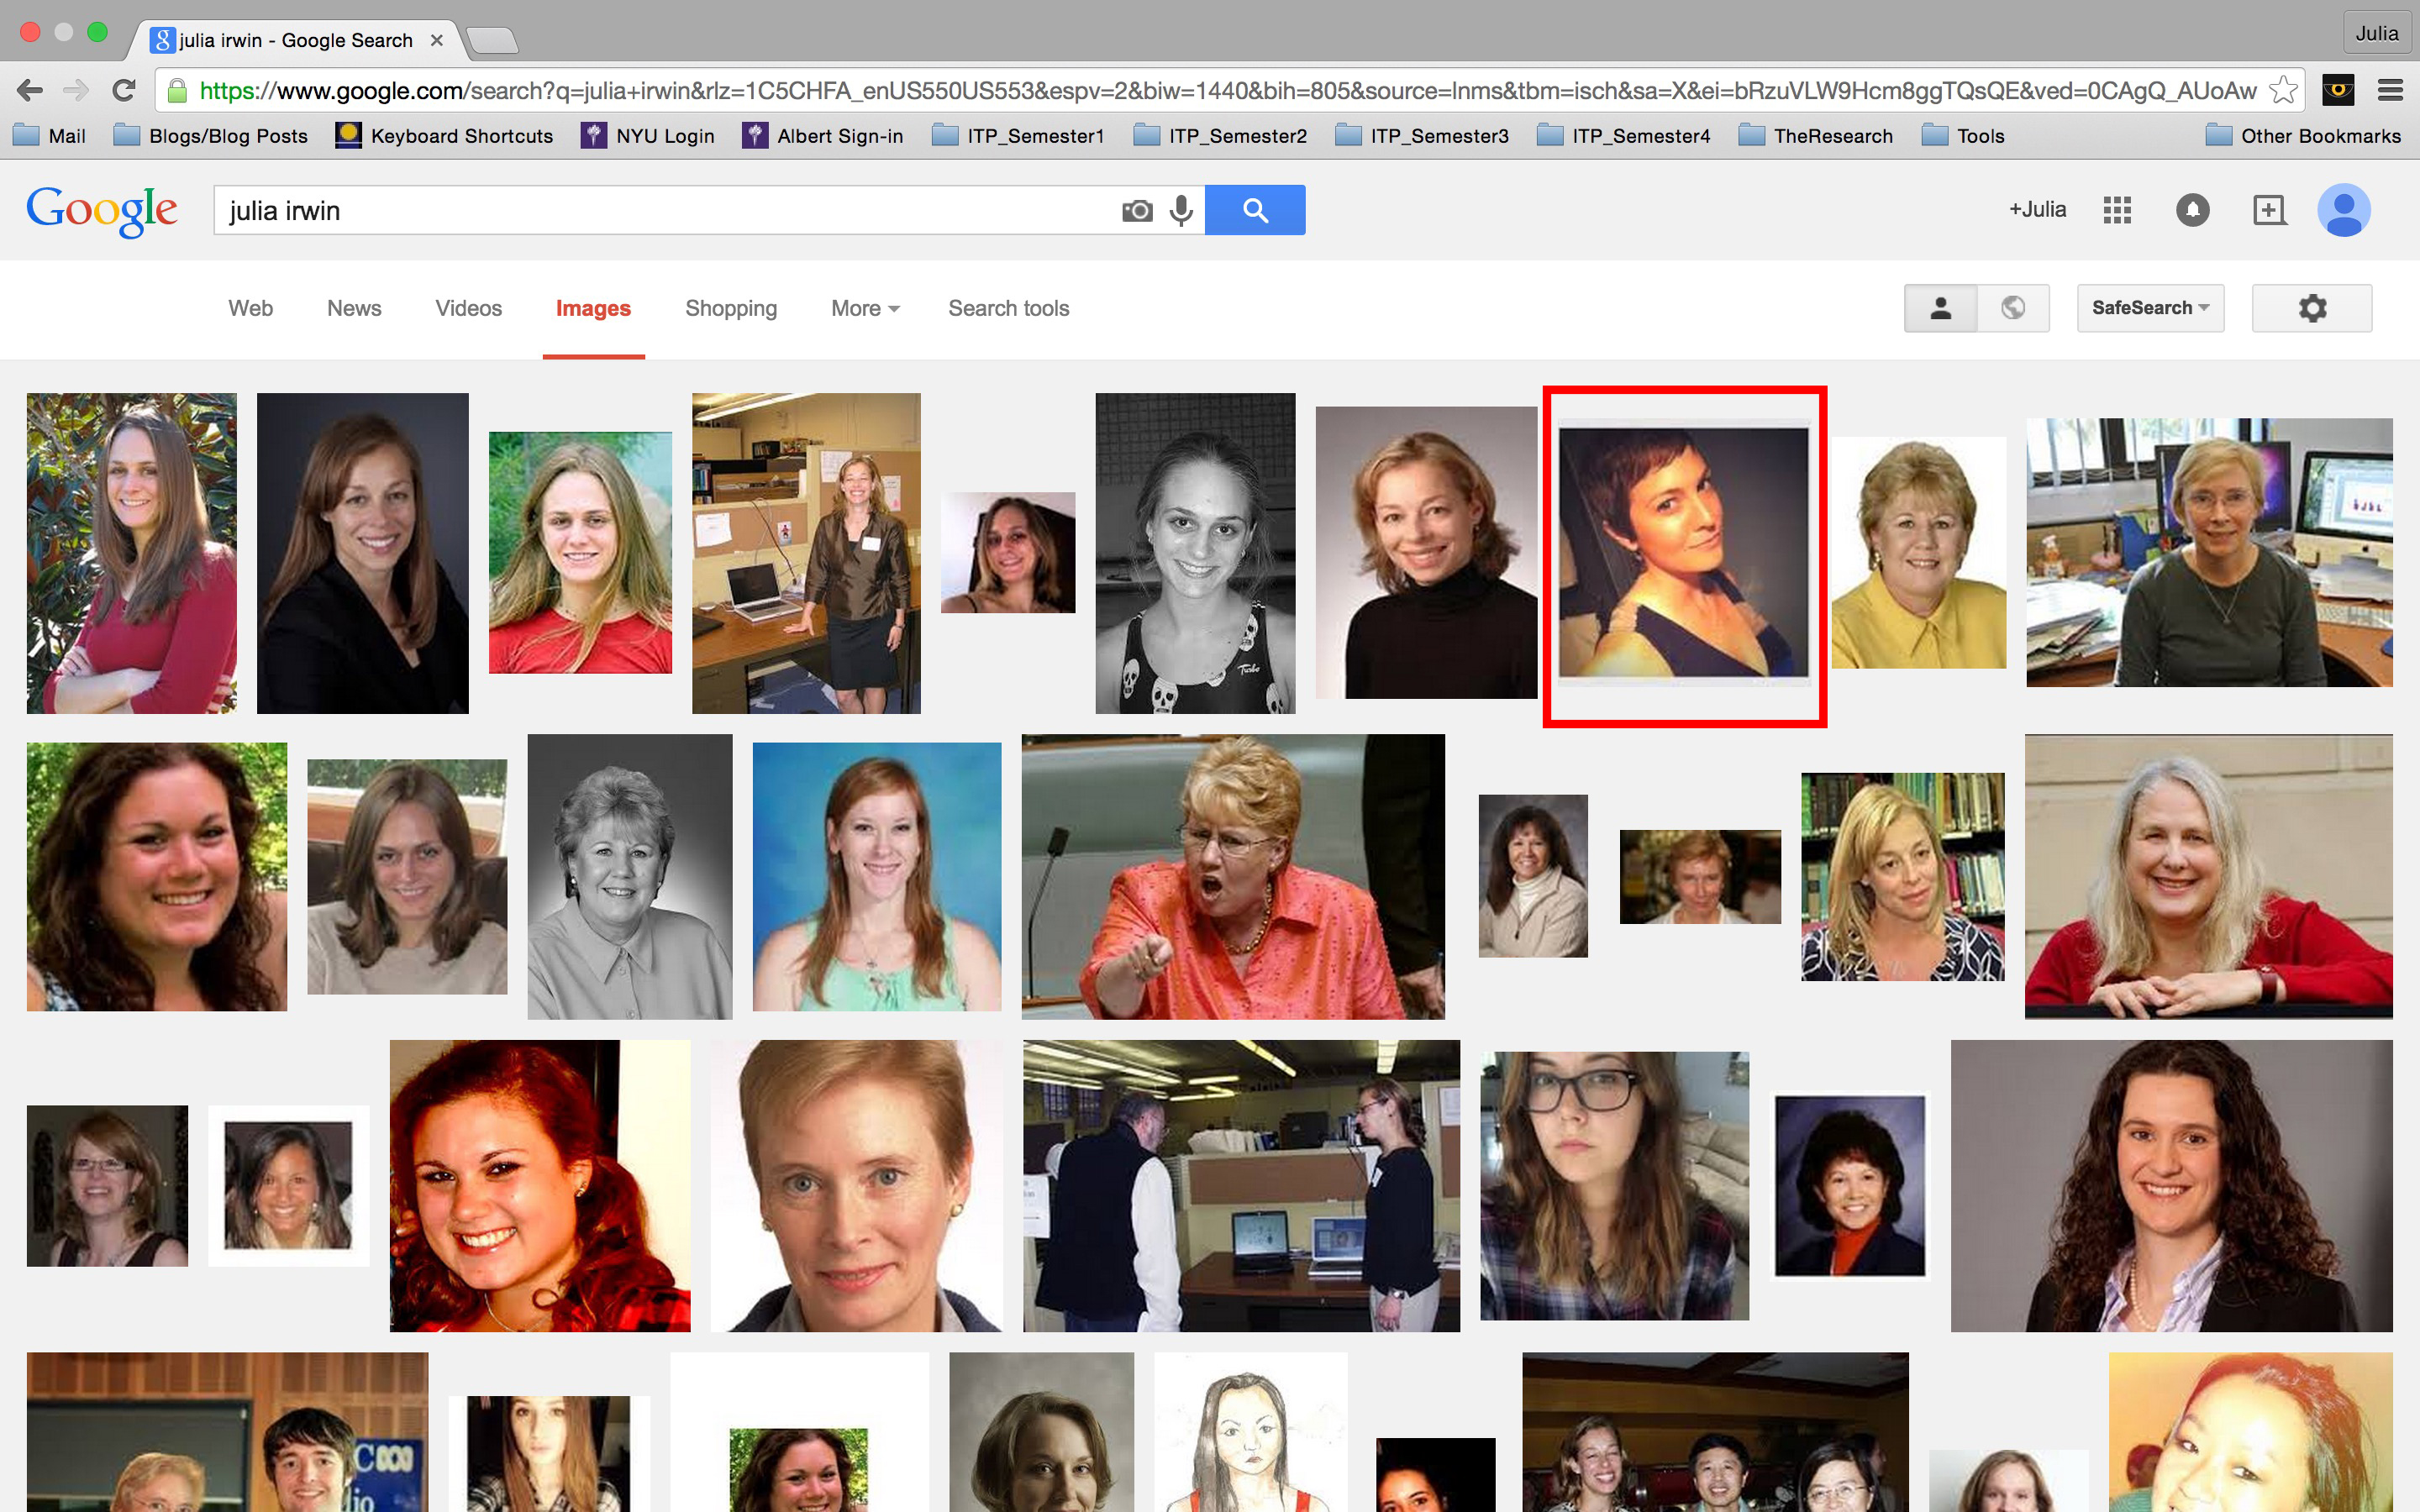 julia irwin - Google Search
Julia
https://www.google.com/search?q=julia+irwin&rlz=1C5CHFA_enUS550US553&espv=2&biw=1440&bih=805&source=lnms&tbm=isch&sa=X&ei=bRzuVLW9Hcm8ggTQsQE&ved=0CAgQ_AUoAw
Mail Blogs/Blog Posts Keyboard Shortcuts NYU Login Albert Sign-in ITP_Semester1 ITP_Semester2 ITP_Semester3 ITP_Semester4 TheResearch Tools Other Bookmarks
Google julia irwin +Julia
Web News Videos Images Shopping More Search tools SafeSearch
Turbo